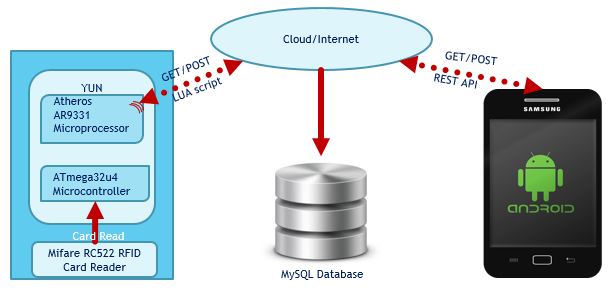 Cloud/Internet
GET/POST
LUA script
GET/POST
REST API
YUN
Atheros
AR9331
Microprocessor
ATmega32u4
Microcontroller
Card Read
Mifare RC522 RFID
Card Reader
MySQL Database
SAMSUNG
ANDROID